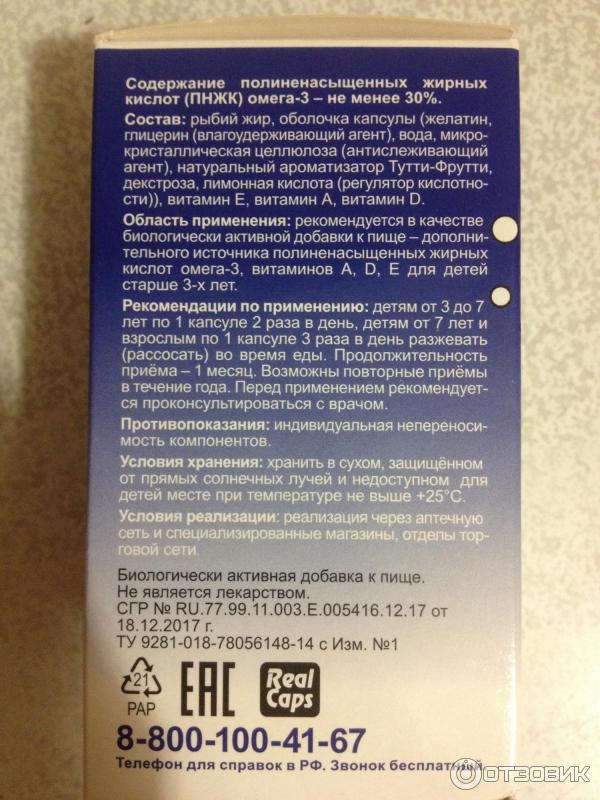 Содержание полиненасыщенных жирных
кислот (ПНЖК) омега-3 – не менее 30%.
Состав: рыбий жир, оболочка капсулы (желатин,
глицерин (влагоудерживающий агент), вода, микро-
кристаллическая целлюлоза (антислеживающий
агент), натуральный ароматизатор Тутти-Фрутти,
декстроза, лимонная кислота (регулятор кислотно-
сти)), витамин Е, витамин А, витамин D.
Область применения: рекомендуется в качестве
биологически активной добавки к пище – дополни-
тельного источника полиненасыщенных жирных
кислот омега-3, витаминов А, D, Е для детей
старше 3-х лет.
Рекомендации по применению: детям от 3 до 7
лет по 1 капсуле 2 раза в день, детям от 7 лет и
взрослым по 1 капсуле 3 раза в день разжевать
(рассосать) во время еды. Продолжительность
приёма – 1 месяц. Возможны повторные приёмы
в течение года. Перед применением рекомендует-
ся проконсультироваться с врачом.
Противопоказания: индивидуальная непереноси-
мость компонентов.
Условия хранения: хранить в сухом, защищённом
от прямых солнечных лучей и недоступном для
детей месте при температуре не выше +25°С.
Условия реализации: реализация через аптечную
сеть и специализированные магазины, отделы тор-
говой сети.
Биологически активная добавка к пище.
Не является лекарством.
СГР № RU.77.99.11.003.Е.005416.12.17 от
18.12.2017 г.
ТУ 9281-018-78056148-14 с Изм. №1
21
PAP
EAC
Real
Caps
8-800-100-41-67
Телефон для справок в РФ. Звонок бесплатный.
ОТЗОВИК